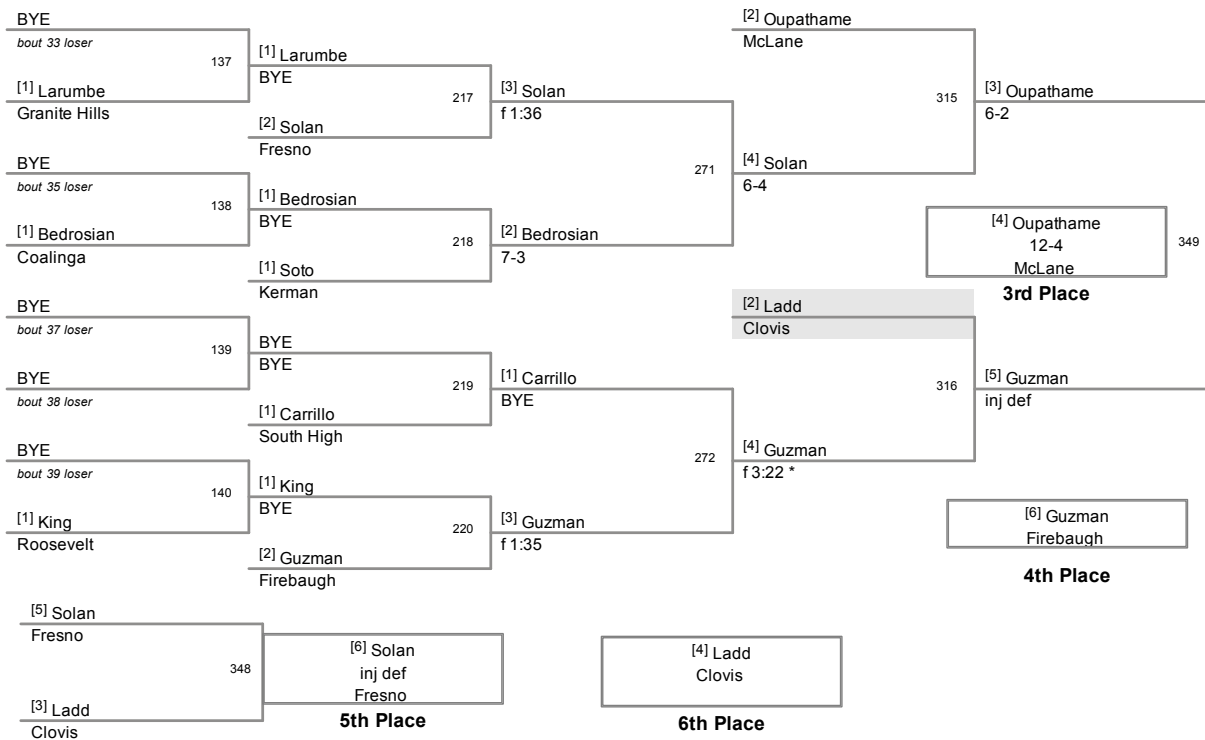 BYE
bout 33 loser
137
[1] Larumbe
Granite Hills
BYE
bout 35 loser
138
[1] Bedrosian
Coalinga
BYE
bout 37 loser
139
BYE
bout 38 loser
BYE
bout 39 loser
140
[1] King
Roosevelt
[1] Larumbe
BYE
217
[2] Solan
Fresno
[1] Bedrosian
BYE
218
[1] Soto
Kerman
BYE
BYE
219
[1] Carrillo
South High
[1] King
BYE
220
[2] Guzman
Firebaugh
[3] Solan
f 1:36
271
[2] Bedrosian
7-3
[1] Carrillo
BYE
272
[3] Guzman
f 1:35
[2] Oupathame
McLane
315
[4] Solan
6-4
[2] Ladd
Clovis
316
[4] Guzman
f 3:22 *
[3] Oupathame
6-2
[4] Oupathame
12-4
McLane
349
3rd Place
[5] Guzman
inj def
[6] Guzman
Firebaugh
4th Place
[5] Solan
Fresno
348
[3] Ladd
Clovis
[6] Solan
inj def
Fresno
5th Place
[4] Ladd
Clovis
6th Place